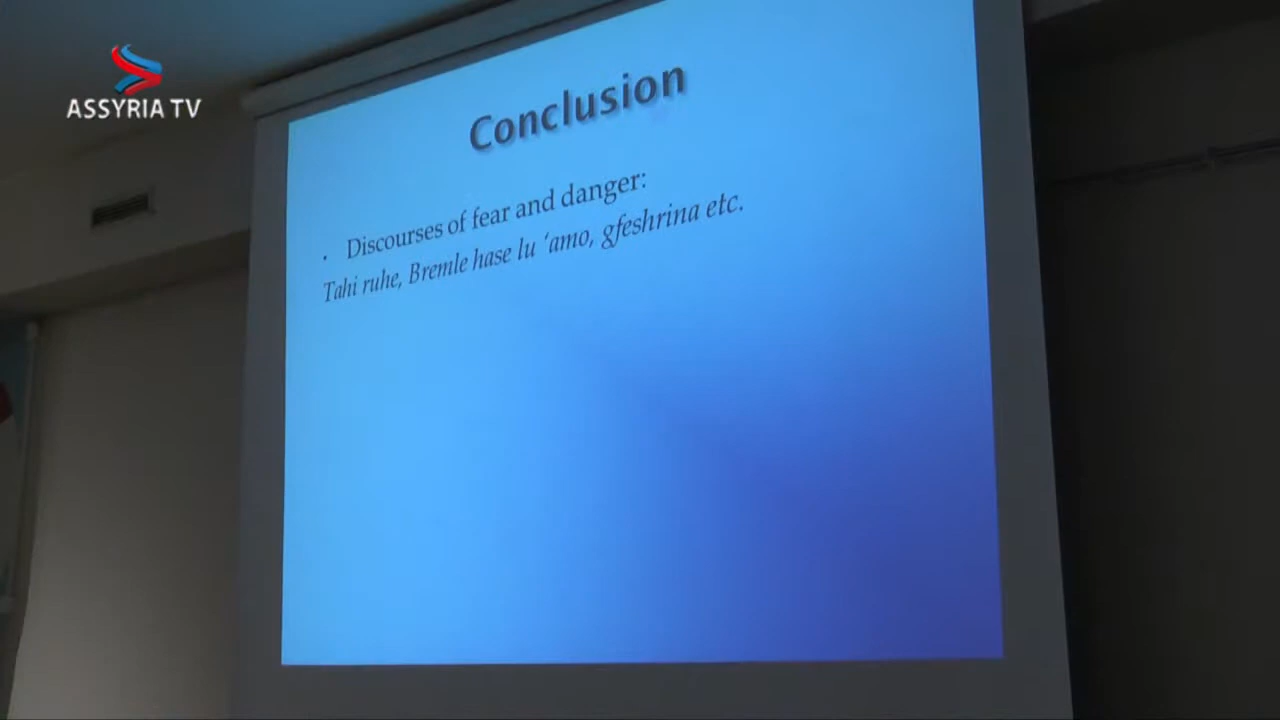 ASSYRIA TV
Conclusion
• Discourses of fear and danger:
Tahi ruhe, Bremle hase lu ‘amo, gfeshrina etc.